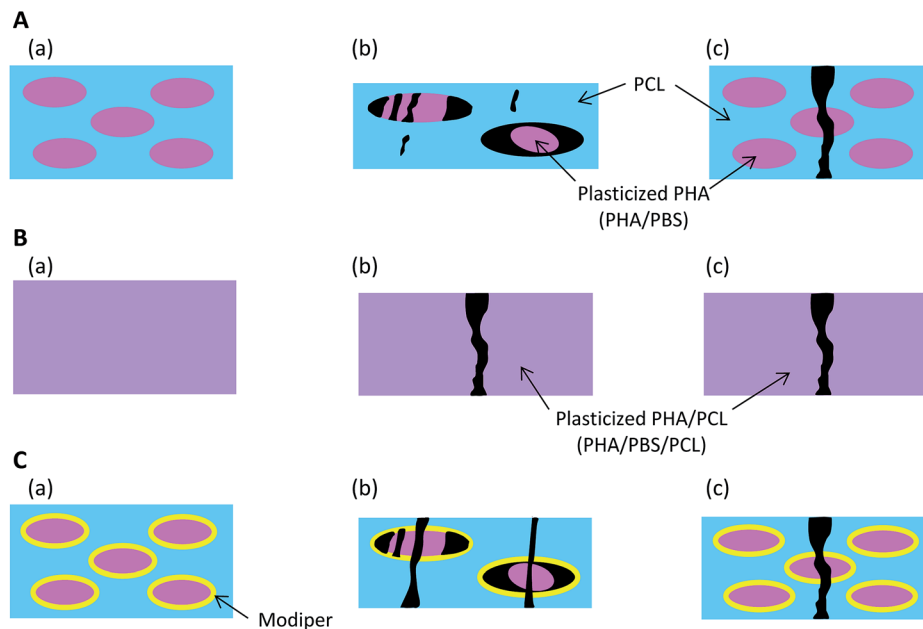 A
(a)
(b)
(c)
PCL
Plasticized PHA
(PHA/PBS)
B
(a)
(b)
(c)
Plasticized PHA/PCL
(PHA/PBS/PCL)
C
(a)
(b)
(c)
Modiper